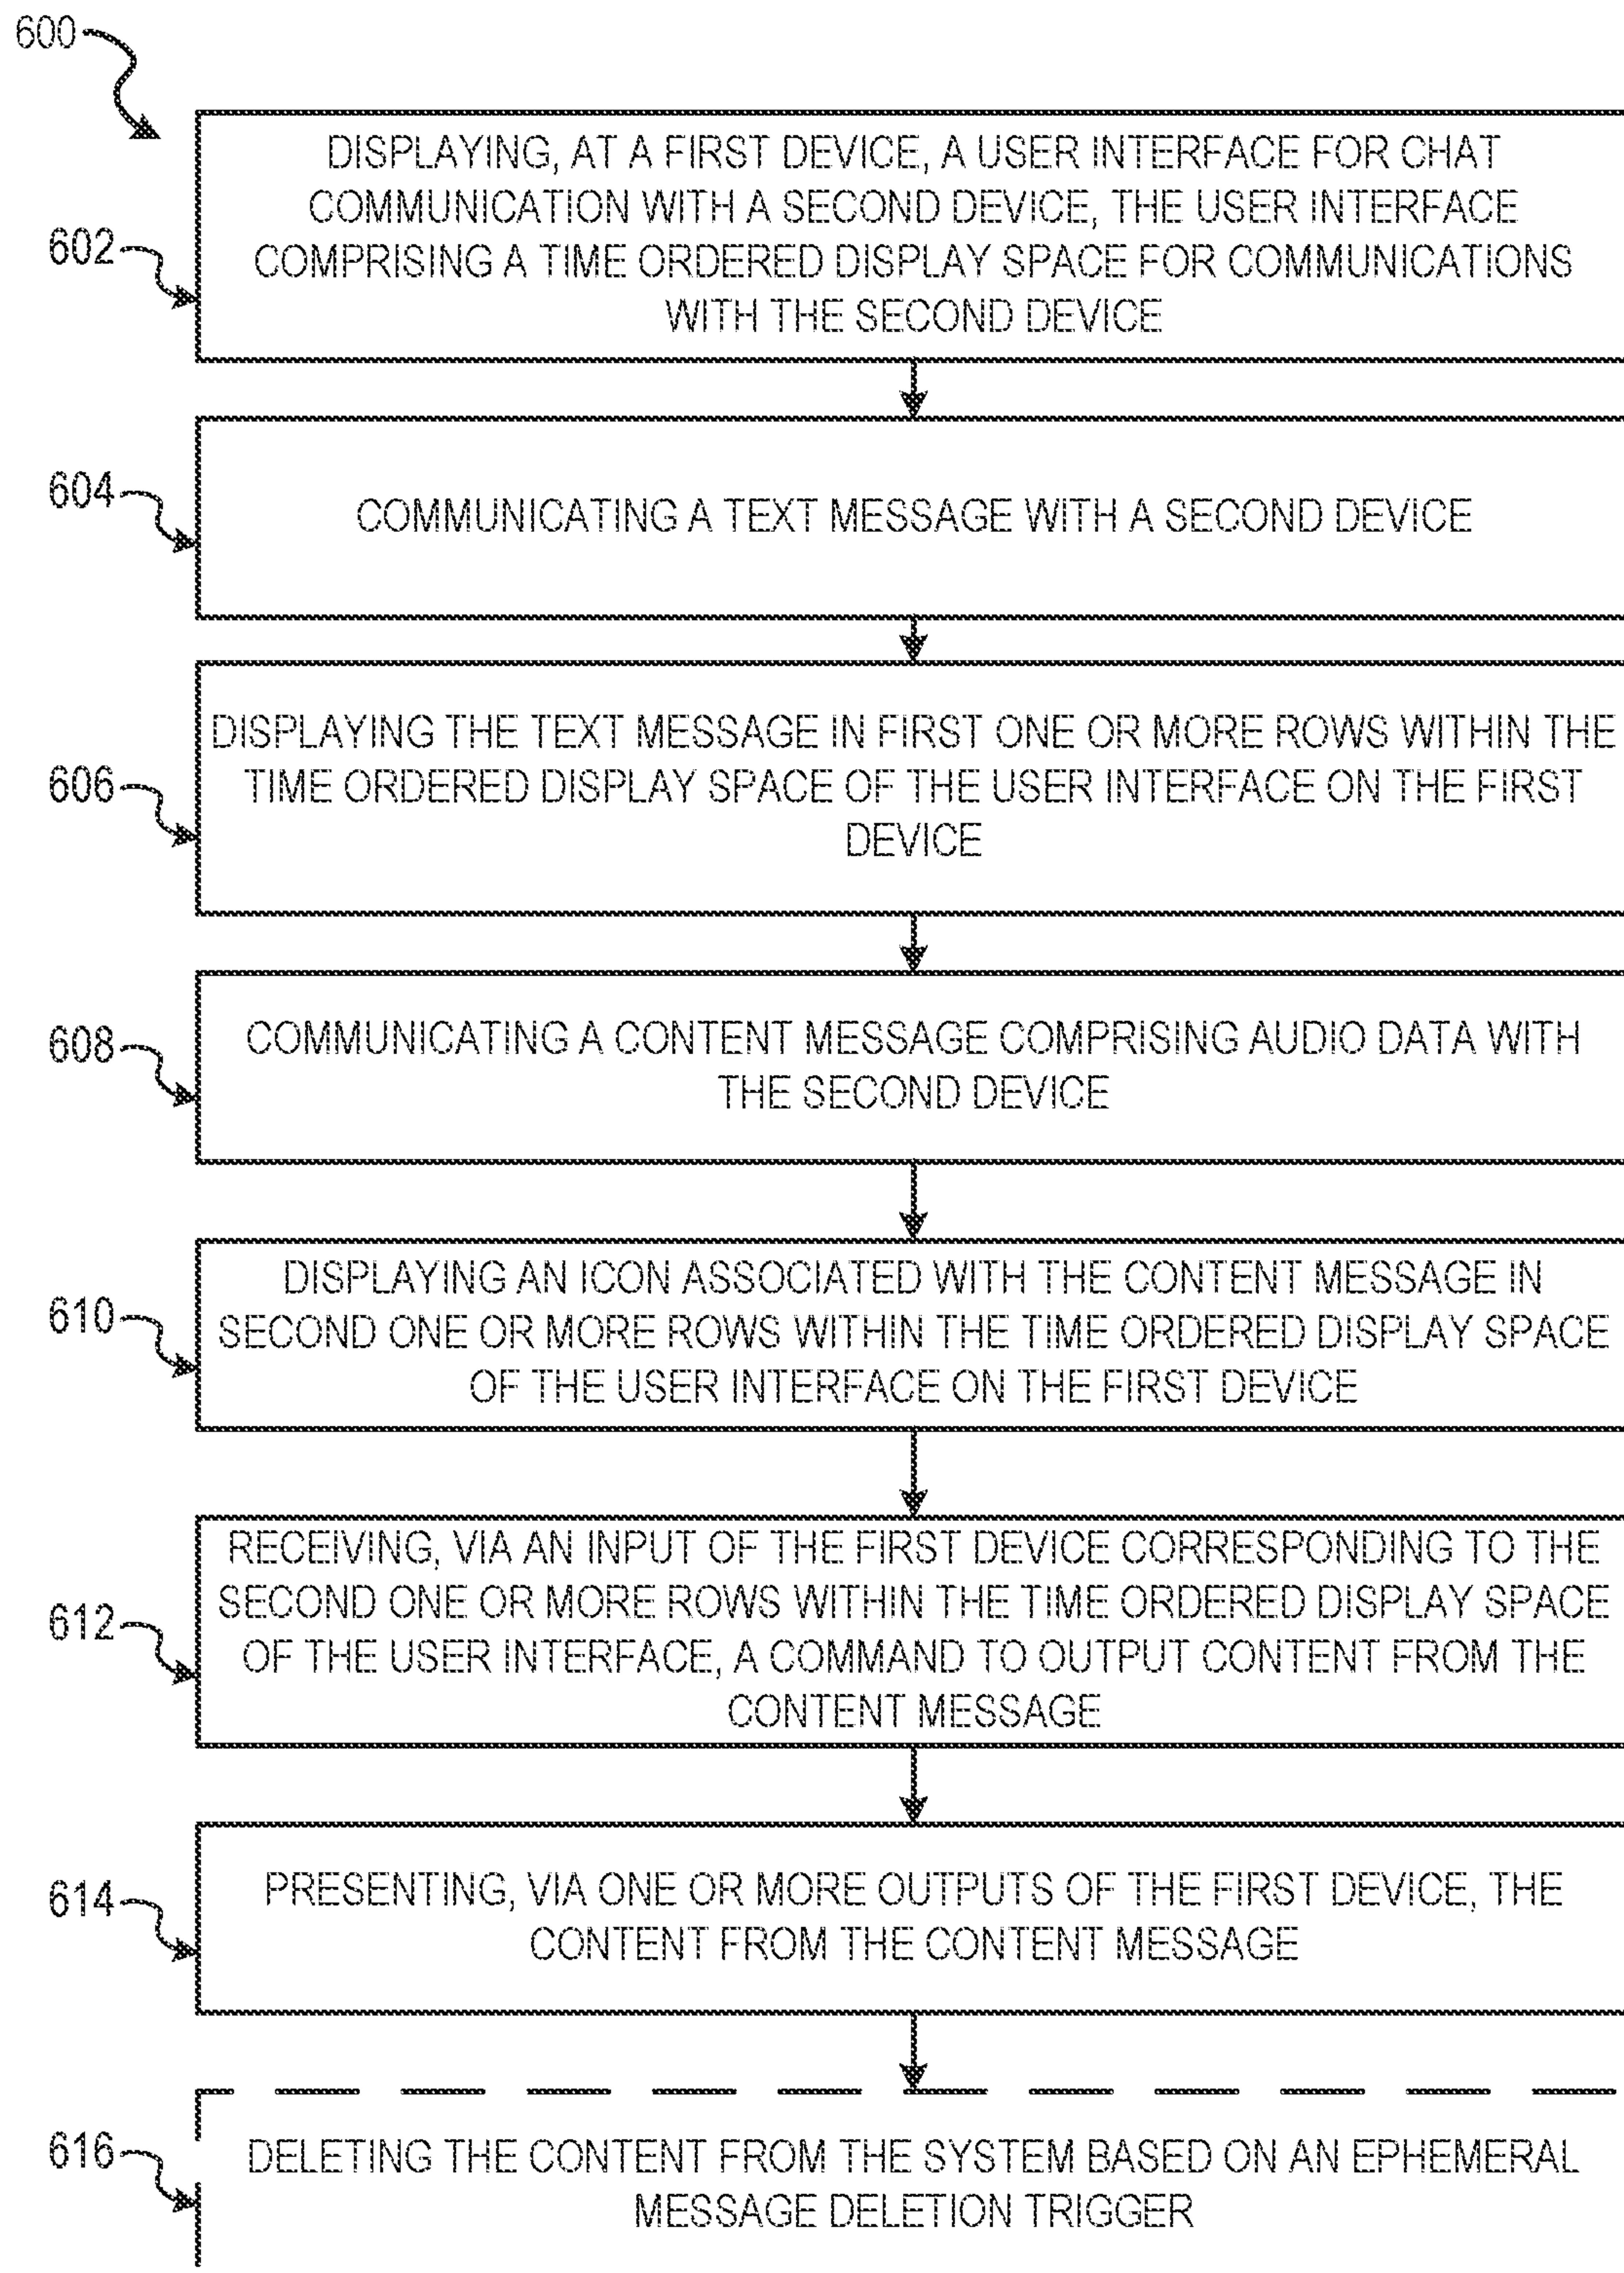 600
DISPLAYING, AT A FIRST DEVICE, A USER INTERFACE FOR CHAT
COMMUNICATION WITH A SECOND DEVICE, THE USER INTERFACE
602
COMPRISING A TIME ORDERED DISPLAY SPACE FOR COMMUNICATIONS
WITH THE SECOND DEVICE
604
COMMUNICATING A TEXT MESSAGE WITH A SECOND DEVICE
DISPLAYING THE TEXT MESSAGE IN FIRST ONE OR MORE ROWS WITHIN THE
606
TIME ORDERED DISPLAY SPACE OF THE USER INTERFACE ON THE FIRST
DEVICE
608
COMMUNICATING A CONTENT MESSAGE COMPRISING AUDIO DATA WITH
THE SECOND DEVICE
DISPLAYING AN ICON ASSOCIATED WITH THE CONTENT MESSAGE IN
610
SECOND ONE OR MORE ROWS WITHIN THE TIME ORDERED DISPLAY SPACE
OF THE USER INTERFACE ON THE FIRST DEVICE
RECEIVING, VIA AN INPUT OF THE FIRST DEVICE CORRESPONDING TO THE
SECOND ONE OR MORE ROWS WITHIN THE TIME ORDERED DISPLAY SPACE
612
OF THE USER INTERFACE, A COMMAND TO OUTPUT CONTENT FROM THE
CONTENT MESSAGE
614
PRESENTING, VIA ONE OR MORE OUTPUTS OF THE FIRST DEVICE, THE
CONTENT FROM THE CONTENT MESSAGE
616
DELETING THE CONTENT FROM THE SYSTEM BASED ON AN EPHEMERAL
MESSAGE DELETION TRIGGER